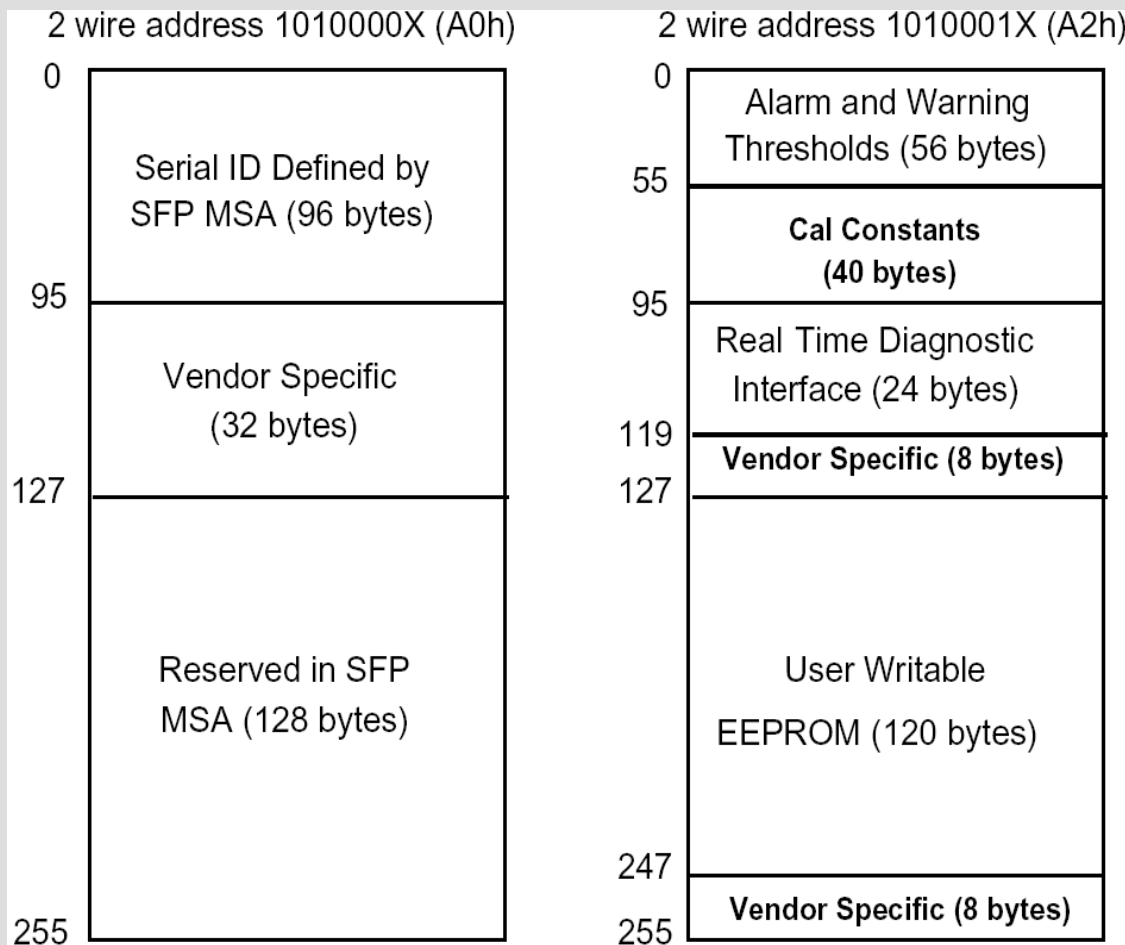 2 wire address 1010000X (A0h)
0
Serial ID Defined by
SFP MSA (96 bytes)
95
Vendor Specific
(32 bytes)
127
Reserved in SFP
MSA (128 bytes)
255
2 wire address 1010001X (A2h)
0
Alarm and Warning
Thresholds (56 bytes)
55
Cal Constants
(40 bytes)
95
Real Time Diagnostic
Interface (24 bytes)
119
Vendor Specific (8 bytes)
127
User Writable
EEPROM (120 bytes)
247
Vendor Specific (8 bytes)
255